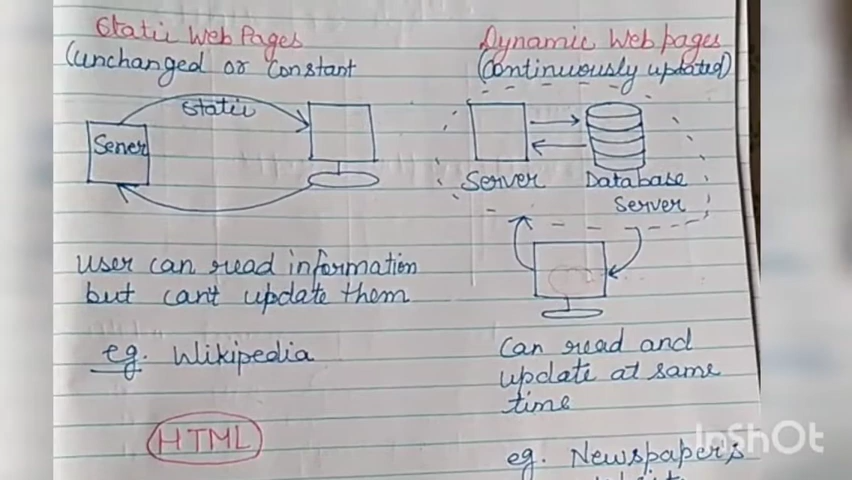 Static Web Pages
(unchanged or constant
Static
Server
user can read information
but can't update them
eg. Wikipedia
HTML
Dynamic Web pages
(continuously updated)
Server
Database
Server
can read and
update at same
time
eg. Newspaper's
InShOt